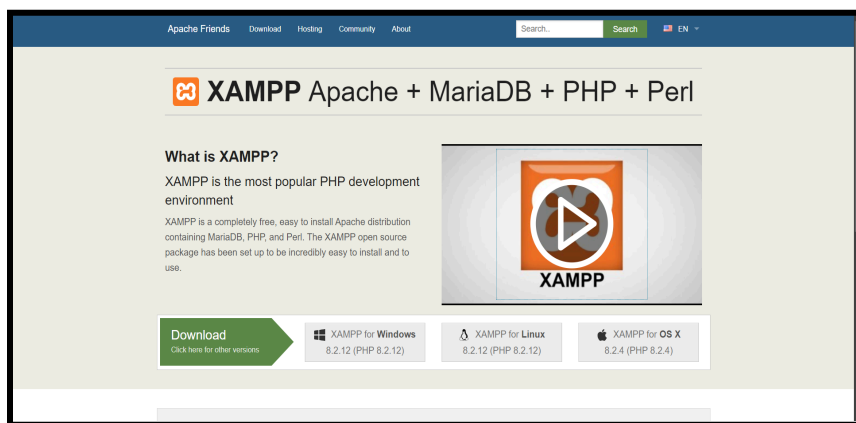 Apache Friends Download Hosting Community About Search.. Search EN
XAMPP Apache + MariaDB + PHP + Perl
What is XAMPP?
XAMPP is the most popular PHP development
environment
XAMPP is a completely free, easy to install Apache distribution
containing MariaDB, PHP, and Perl. The XAMPP open source
package has been set up to be incredibly easy to install and to
use.
XAMPP
Download
Click here for other versions
XAMPP for Windows
8.2.12 (PHP 8.2.12)
XAMPP for Linux
8.2.12 (PHP 8.2.12)
XAMPP for OS X
8.2.4 (PHP 8.2.4)